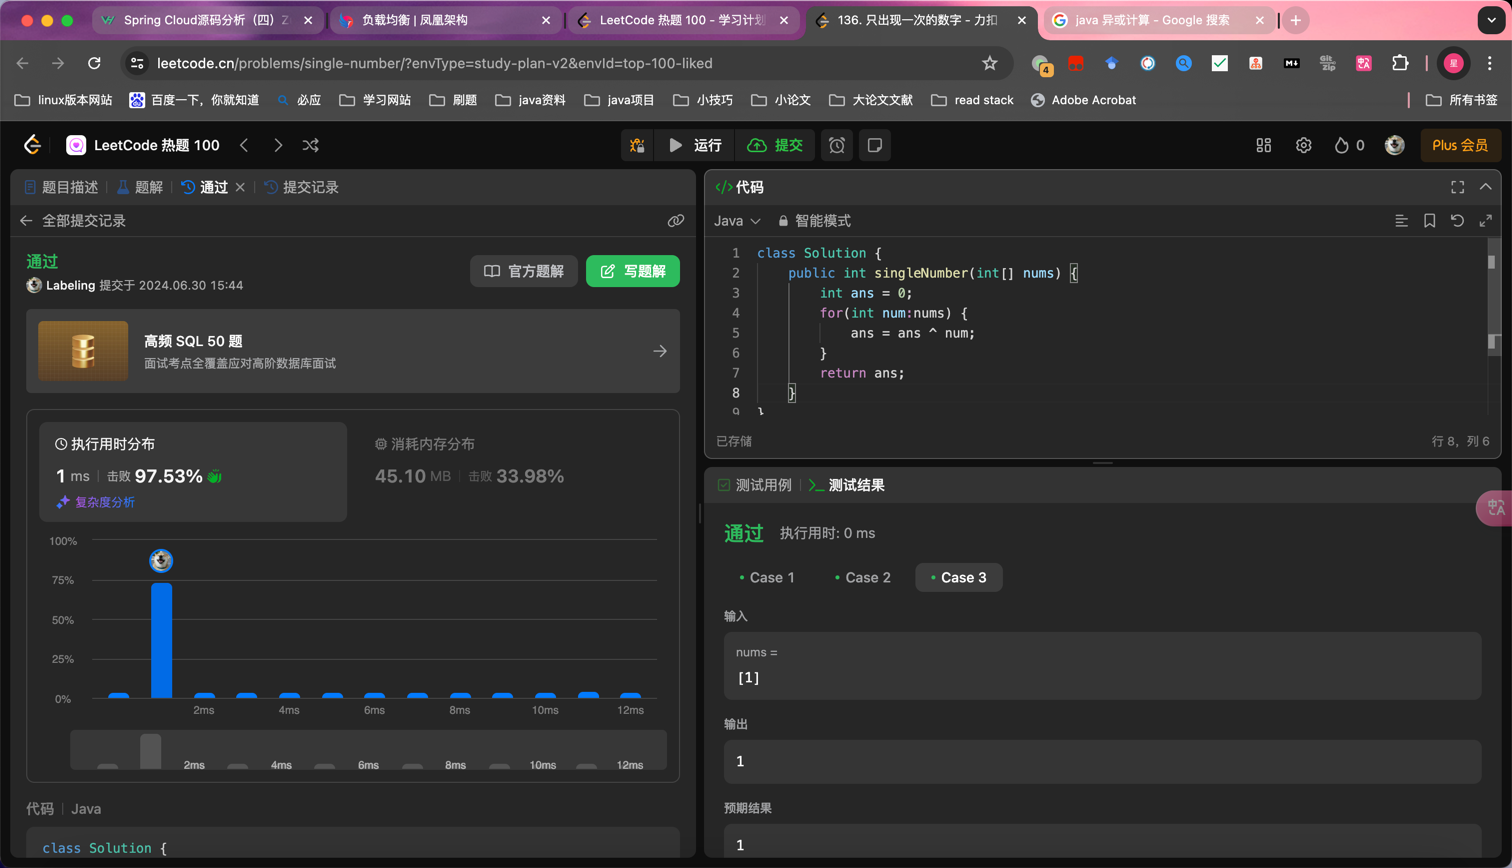 Spring Cloud源码分析（四）Z
负载均衡 | 凤凰架构
LeetCode 热题 100 - 学习计划
136. 只出现一次的数字 - 力扣
java 异或计算 - Google 搜索
leetcode.cn/problems/single-number/?envType=study-plan-v2&envId=top-100-liked
4
Git zip
星
linux版本网站
百度一下，你就知道
必应
学习网站
刷题
java资料
java项目
小技巧
小论文
大论文文献
read stack
Adobe Acrobat
所有书签
LeetCode 热题 100
运行
提交
0
Plus 会员
题目描述
题解
通过
提交记录
全部提交记录
通过
Labeling 提交于 2024.06.30 15:44
官方题解
写题解
高频 SQL 50 题
面试考点全覆盖应对高阶数据库面试
执行用时分布
1 ms | 击败 97.53%
复杂度分析
消耗内存分布
45.10 MB | 击败 33.98%
100%
75%
50%
25%
0%
2ms 4ms 6ms 8ms 10ms 12ms
2ms 4ms 6ms 8ms 10ms 12ms
代码 | Java
class Solution {
</> 代码
Java
智能模式
1 class Solution {
2 public int singleNumber(int[] nums) {
3 int ans = 0;
4 for(int num:nums) {
5 ans = ans ^ num;
6 }
7 return ans;
8 }
9 }
已存储
行 8，列 6
测试用例
测试结果
通过 执行用时: 0 ms
Case 1
Case 2
Case 3
输入
nums =
[1]
输出
1
预期结果
1